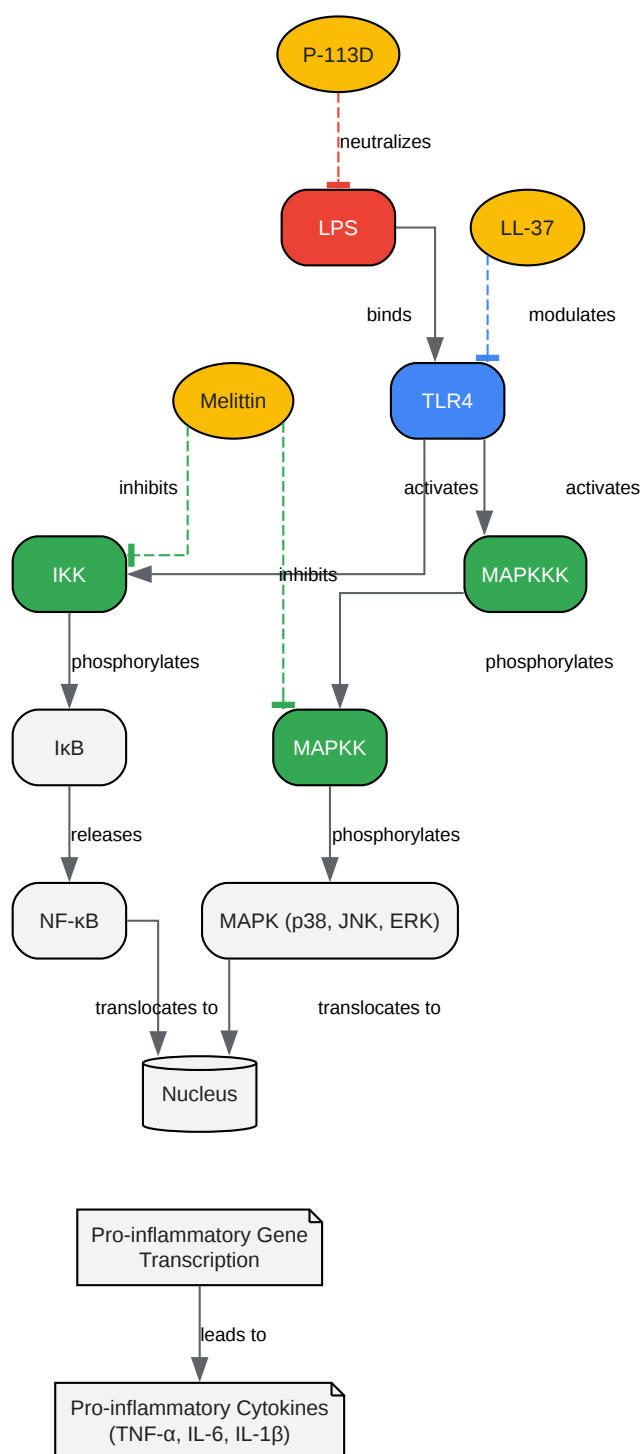 P-113D
neutralizes
LPS
LL-37
binds
modulates
TLR4
Melittin
inhibits
activates
activates
IKK
inhibits
MAPKKK
phosphorylates
phosphorylates
IκB
MAPKK
releases
phosphorylates
NF-κB
MAPK (p38, JNK, ERK)
translocates to
translocates to
Nucleus
Pro-inflammatory Gene
Transcription
leads to
Pro-inflammatory Cytokines
(TNF-α, IL-6, IL-1β)